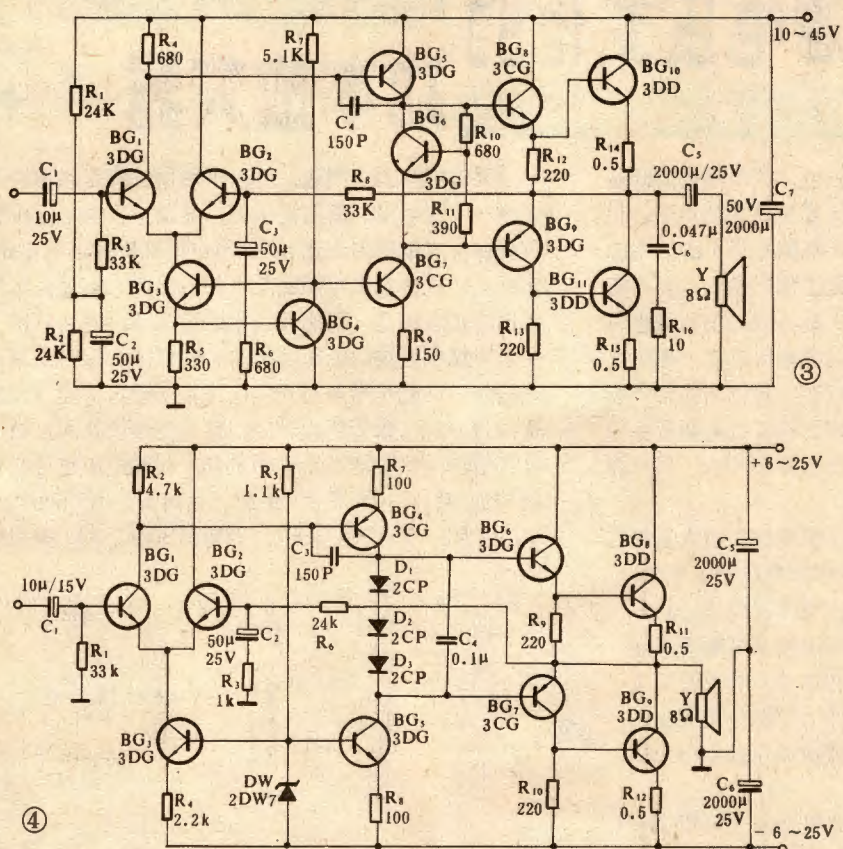 R4
680
R7
5.1K
10~45V
BG5
3DG
BG8
3CG
BG10
3DD
R1
24K
C4
150P
BG6
3DG
R10
680
R14
0.5
C5
2000μ/25V
BG1
3DG
BG2
3DG
R12
220
C1
10μ
25V
R8
33K
R11
390
C7
50V
2000μ
R3
33K
C3
50μ
25V
BG9
3DG
0.047μ
C6
BG3
3DG
BG7
3CG
BG11
3DD
Y
8Ω
BG4
3DG
R2
24K
C2
50μ
25V
R5
330
R6
680
R9
150
R13
220
R15
0.5
R16
10
③
+6~25V
R2
4.7k
R5
1.1k
R7
100
BG4
3CG
BG6
3DG
BG8
3DD
C5
2000μ
25V
BG1
3DG
BG2
3DG
C3
150P
D1
2CP
10μ/15V
C1
24k
R6
D2
2CP
C4
0.1μ
R9
220
R11
0.5
50μ
25V
C2
R1
33k
R3
1k
D3
2CP
BG7
3CG
BG9
3DD
Y
8Ω
BG3
3DG
BG5
3DG
DW
2DW7
R4
2.2k
R8
100
R10
220
R12
0.5
C6
2000μ
25V
④
-6~25V